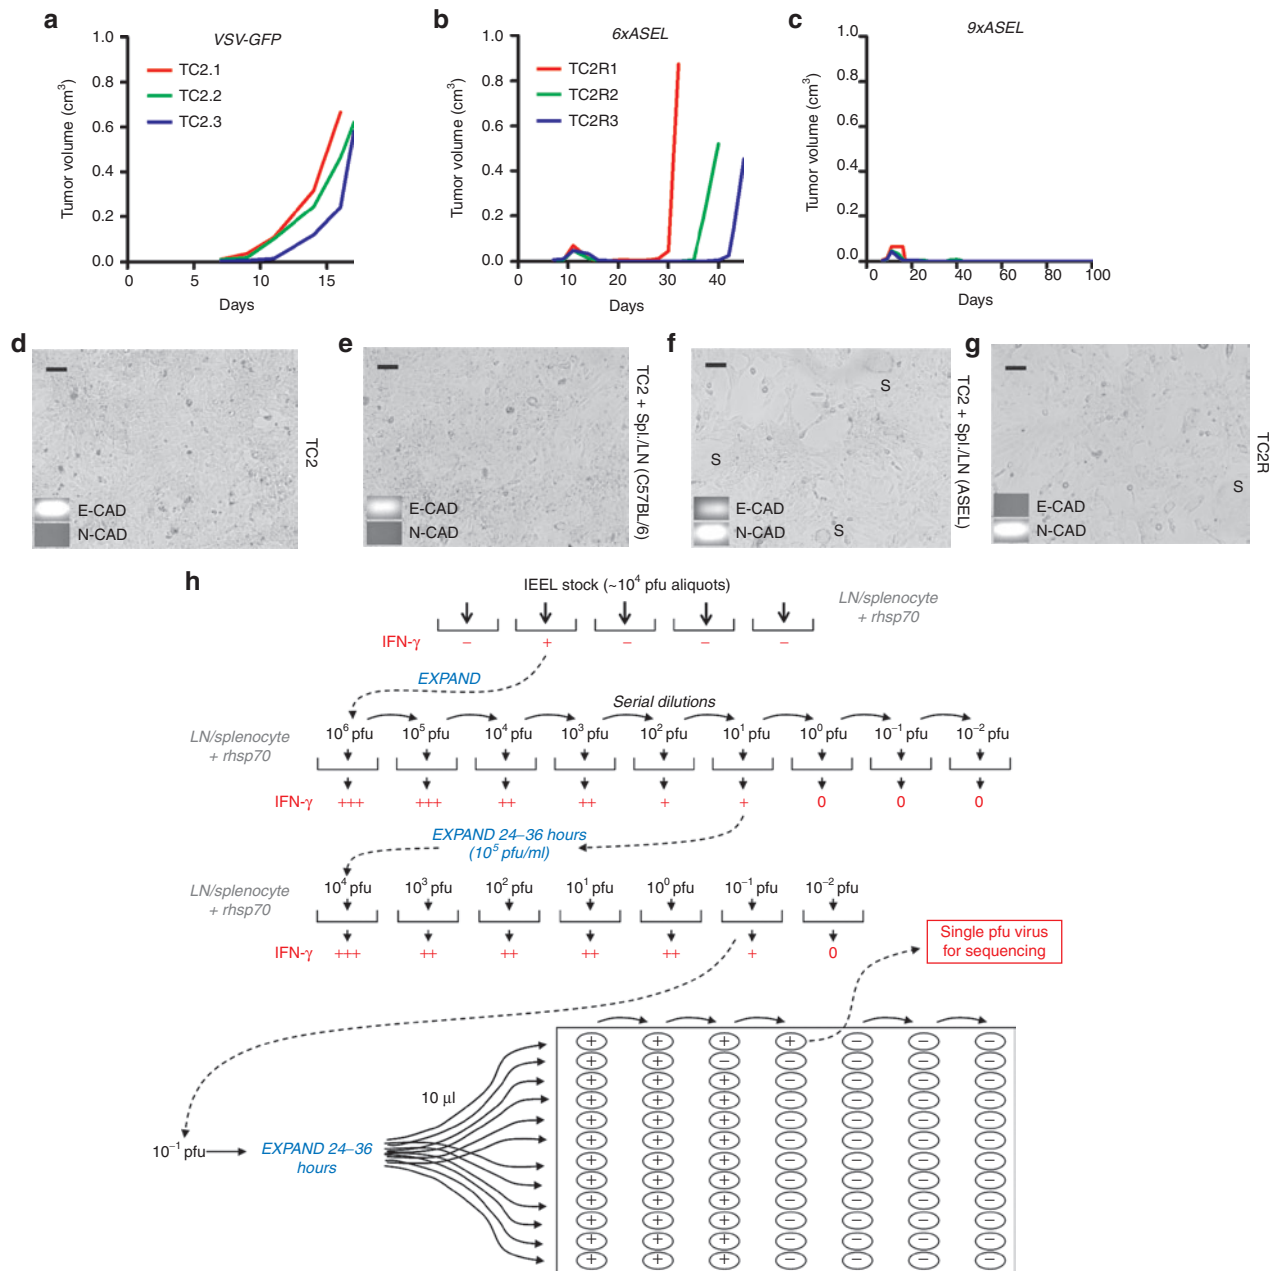 a
VSV-GFP
1.0
0.8
0.6
0.4
0.2
0.0
Tumor volume (cm³)
TC2.1
TC2.2
TC2.3
0 5 10 15
Days
b
6xASEL
1.0
0.8
0.6
0.4
0.2
0.0
Tumor volume (cm³)
TC2R1
TC2R2
TC2R3
0 10 20 30 40
Days
c
9xASEL
1.0
0.8
0.6
0.4
0.2
0.0
Tumor volume (cm³)
0 20 40 60 80 100
Days
d
E-CAD
N-CAD
TC2
e
E-CAD
N-CAD
TC2 + Spl./LN (C57BL/6)
f
S
S
S
E-CAD
N-CAD
TC2 + Spl./LN (ASEL)
g
S
E-CAD
N-CAD
TC2R
h
IEEL stock (~10⁴ pfu aliquots)
LN/splenocyte
+ rhsp70
IFN-γ – + – – –
EXPAND
Serial dilutions
LN/splenocyte
+ rhsp70
10⁶ pfu 10⁵ pfu 10⁴ pfu 10³ pfu 10² pfu 10¹ pfu 10⁰ pfu 10⁻¹ pfu 10⁻² pfu
IFN-γ +++ +++ ++ ++ + + 0 0 0
EXPAND 24–36 hours
(10⁵ pfu/ml)
LN/splenocyte
+ rhsp70
10⁴ pfu 10³ pfu 10² pfu 10¹ pfu 10⁰ pfu 10⁻¹ pfu 10⁻² pfu
IFN-γ +++ ++ ++ ++ ++ + 0
Single pfu virus
for sequencing
10⁻¹ pfu
EXPAND 24–36
hours
10 µl
+ + + + – – –
+ + – – – – –
+ + + – – – –
+ + + – – – –
+ + + – – – –
+ + + – – – –
+ + + – – – –
+ + + – – – –
+ + + – – – –
+ + + – – – –
+ + + – – – –
+ + + – – – –